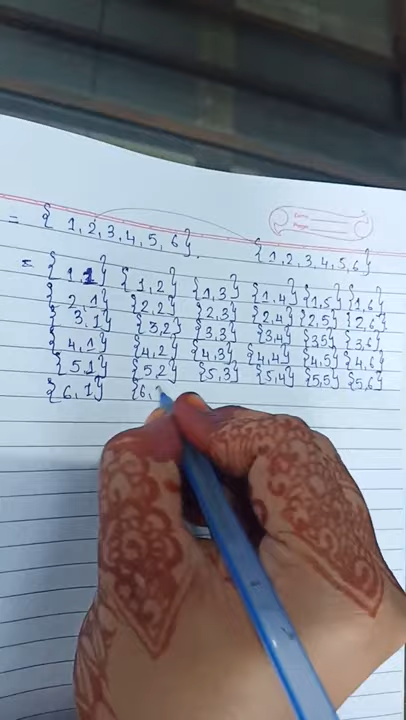 = { 1,2,3,4,5,6}. {1,2,3,4,5,6}
= { 1,1} {1,2} {1,3} {1,4} {1,5} {1,6}
{2,1} {2,2} {2,3} {2,4} {2,5} {2,6}
{3,1} {3,2} {3,3} {3,4} {3,5} {3,6}
{4,1} {4,2} {4,3} {4,4} {4,5} {4,6}
{5,1} {5,2} {5,3} {5,4} {5,5} {5,6}
{6,1} {6,